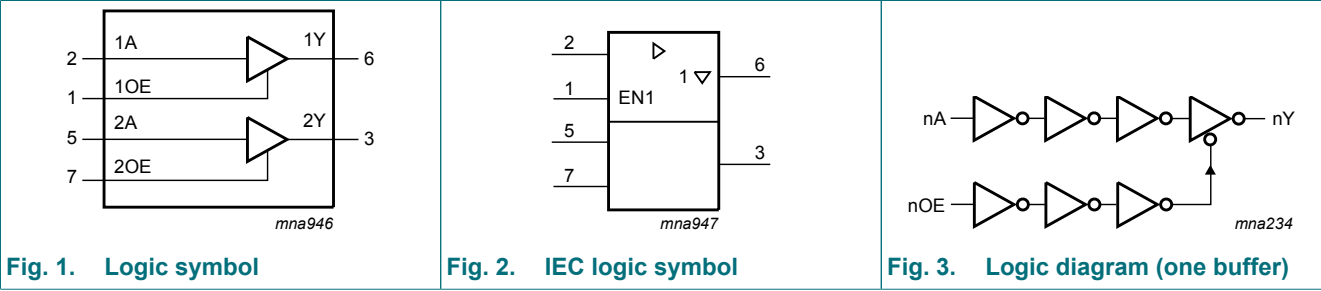 1A
1Y
2
6
1OE
1
2A
2Y
5
3
2OE
7
mna946
Fig. 1. Logic symbol
2
6
1
1
EN1
5
3
7
mna947
Fig. 2. IEC logic symbol
nA
nY
nOE
mna234
Fig. 3. Logic diagram (one buffer)